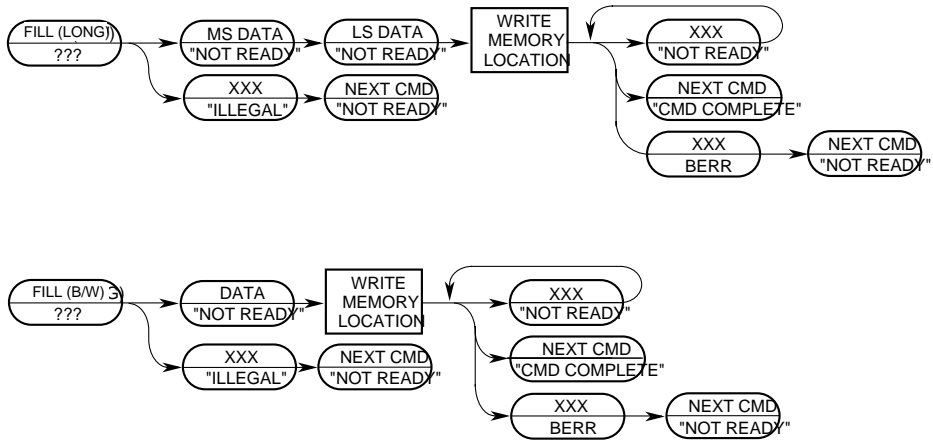 FILL (LONG)
???
MS DATA
"NOT READY"
LS DATA
"NOT READY"
WRITE
MEMORY
LOCATION
XXX
"NOT READY"
XXX
"ILLEGAL"
NEXT CMD
"NOT READY"
NEXT CMD
"CMD COMPLETE"
XXX
BERR
NEXT CMD
"NOT READY"
FILL (B/W)
???
DATA
"NOT READY"
WRITE
MEMORY
LOCATION
XXX
"NOT READY"
XXX
"ILLEGAL"
NEXT CMD
"NOT READY"
NEXT CMD
"CMD COMPLETE"
XXX
BERR
NEXT CMD
"NOT READY"